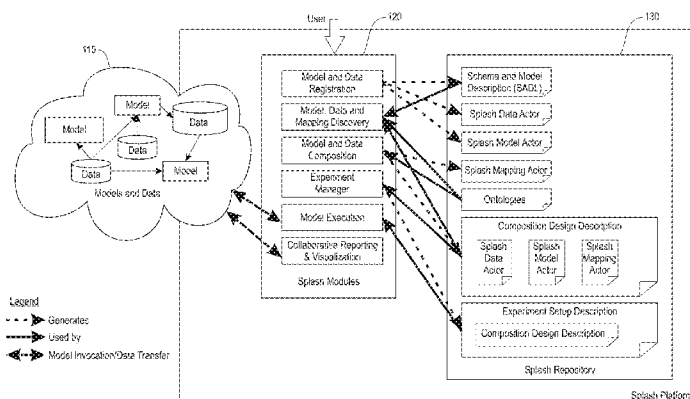 User
115
120
130
Model
Model
Data
Data
Data
Model
Models and Data
Model and Data
Registration
Model, Data and
Mapping Discovery
Model and Data
Composition
Experiment
Manager
Model Execution
Collaborative Reporting
& Visualization
Splash Modules
Schema and Model
Description (SADL)
Splash Data Actor
Splash Model Actor
Splash Mapping Actor
Ontologies
Composition Design Description
Splash
Data
Actor
Splash
Model
Actor
Splash
Mapping
Actor
Experiment Setup Description
Composition Design Description
Splash Repository
Legend
Generates
Used by
Model Invocation/Data Transfer
Splash Platform